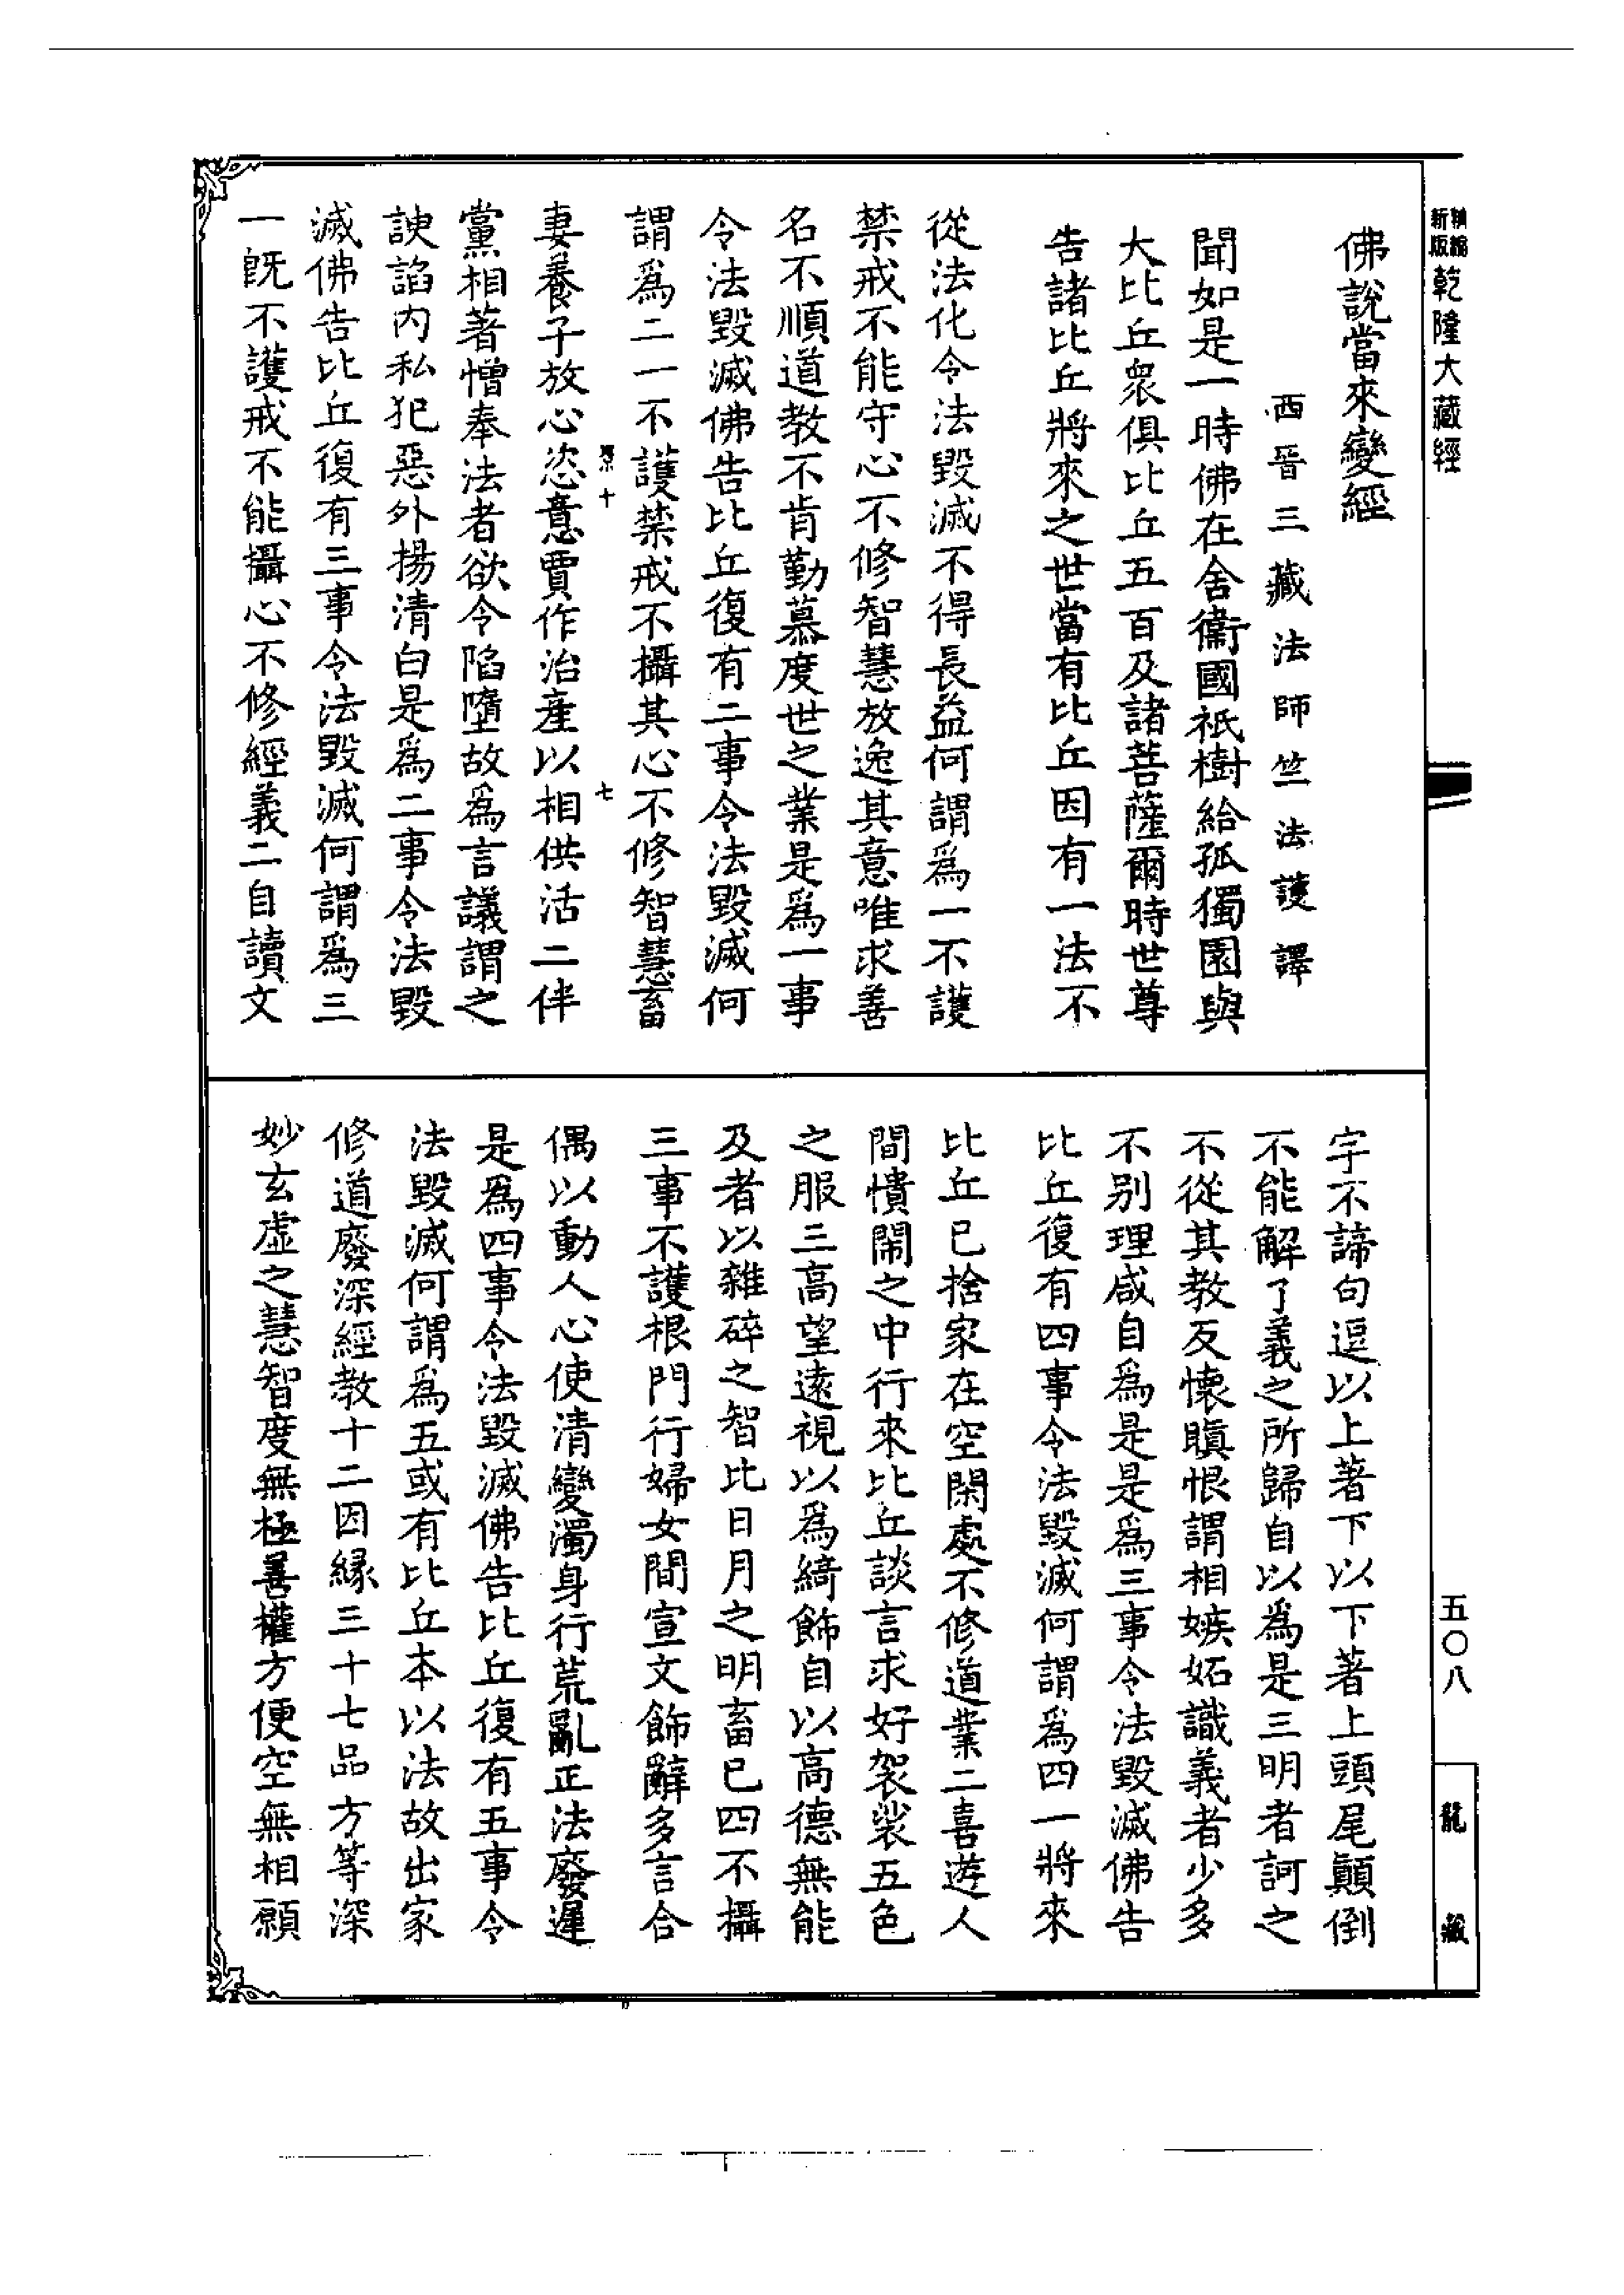 新編
新版
乾隆大藏經
佛說當來變經
西晉三藏法師竺法護譯
聞如是一時佛在舍衞國祇樹給孤獨園與
大比丘眾俱比丘五百及諸菩薩爾時世尊
告諸比丘將來之世當有比丘因有一法不
從法化令法毀滅不得長益何謂為一不護
禁戒不能守心不修智慧放逸其意唯求善
名不順道教不肯勤慕度世之業是為一事
令法毀滅佛告比丘復有二事令法毀滅何
謂為二一不護禁戒不攝其心不修智慧畜
十
七
妻養子放心恣意賈作治產以相供活二伴
黨相著憎奉法者欲令陷墮故為言議謂之
諛諂內私犯惡外揚清白是為二事令法毀
滅佛告比丘復有三事令法毀滅何謂為三
一旣不護戒不能攝心不修經義二自讀文
字不諦句逗以上著下以下著上頭尾顛倒
不能解了義之所歸自以為是三明者訶之
不從其教反懷瞋恨謂相嫉妬識義者少多
不別理咸自為是是為三事令法毀滅佛告
比丘復有四事令法毀滅何謂為四一將來
比丘已捨家在空閑處不修道業二喜遊人
間憒閙之中行來比丘談言求好袈裟五色
之服三高望遠視以為綺飾自以高德無能
及者以雜碎之智比日月之明畜已四不攝
三事不護根門行婦女間宣文飾辭多言合
偶以動人心使清變濁身行荒亂正法廢遲
是為四事令法毀滅佛告比丘復有五事令
法毀滅何謂為五或有比丘本以法故出家
修道廢深經教十二因緣三十七品方等深
妙玄虛之慧智度無極善權方便空無相願
五〇八
龍藏